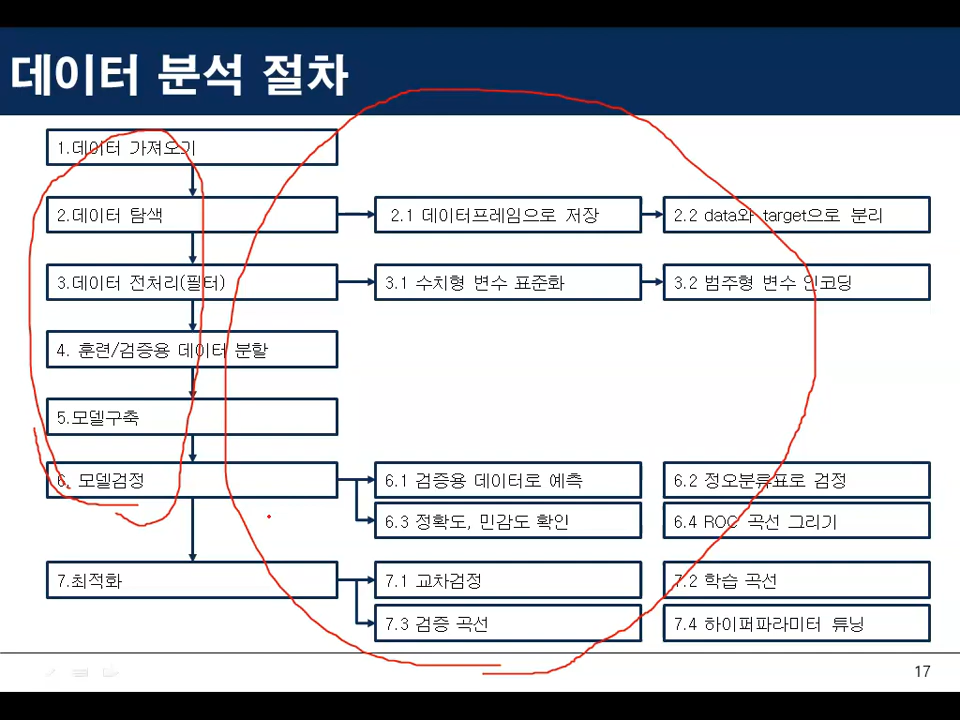 데이터 분석 절차
1.데이터 가져오기
2.데이터 탐색
2.1 데이터프레임으로 저장
2.2 data와 target으로 분리
3.데이터 전처리(필터)
3.1 수치형 변수 표준화
3.2 범주형 변수 인코딩
4. 훈련/검증용 데이터 분할
5.모델구축
6. 모델검정
6.1 검증용 데이터로 예측
6.2 정오분류표로 검정
6.3 정확도, 민감도 확인
6.4 ROC 곡선 그리기
7.최적화
7.1 교차검정
7.2 학습 곡선
7.3 검증 곡선
7.4 하이퍼파라미터 튜닝
17